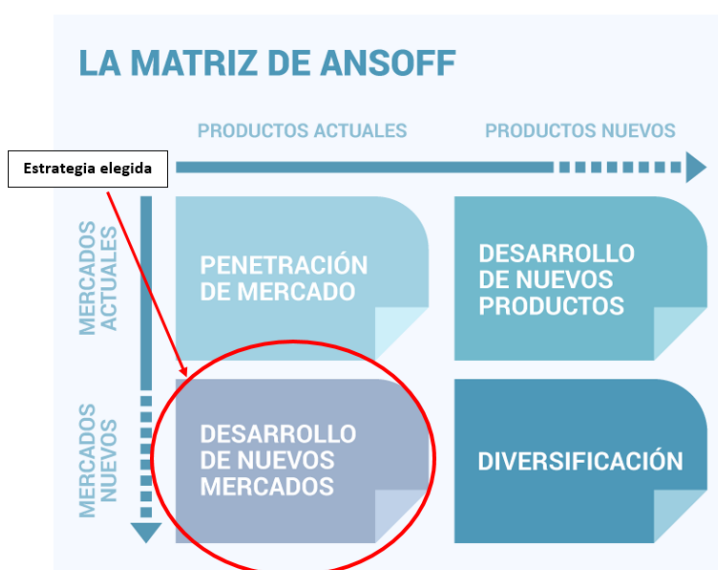 LA MATRIZ DE ANSOFF
PRODUCTOS ACTUALES
PRODUCTOS NUEVOS
Estrategia elegida
MERCADOS
ACTUALES
PENETRACIÓN
DE MERCADO
DESARROLLO
DE NUEVOS
PRODUCTOS
MERCADOS
NUEVOS
DESARROLLO
DE NUEVOS
MERCADOS
DIVERSIFICACIÓN